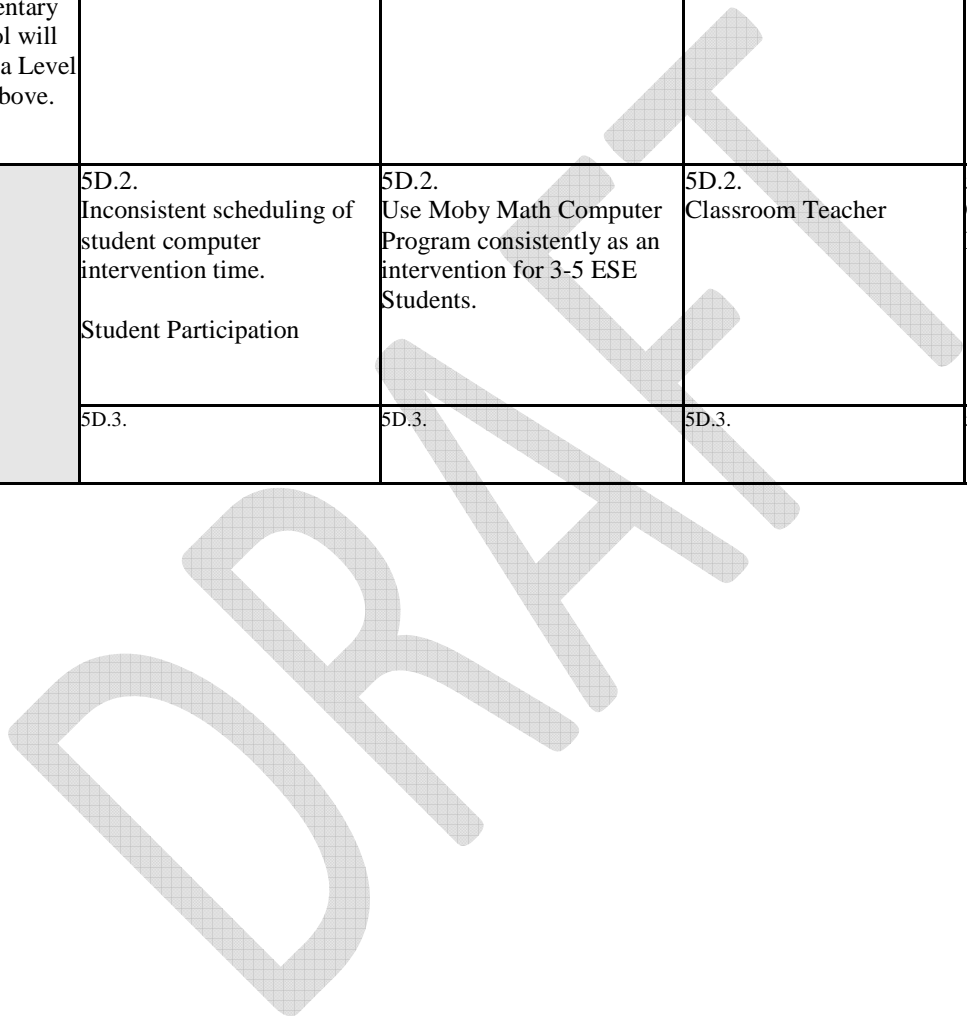 ol will
a Level
5D.2.
Inconsistent scheduling of
student computer
intervention time.
Student Participation
5D.2.
Use Moby Math Computer
Program consistently as an
intervention for 3-5 ESE
Students.
5D.2.
Classroom Teacher
5D.3.
5D.3.
5D.3.
DRAFT